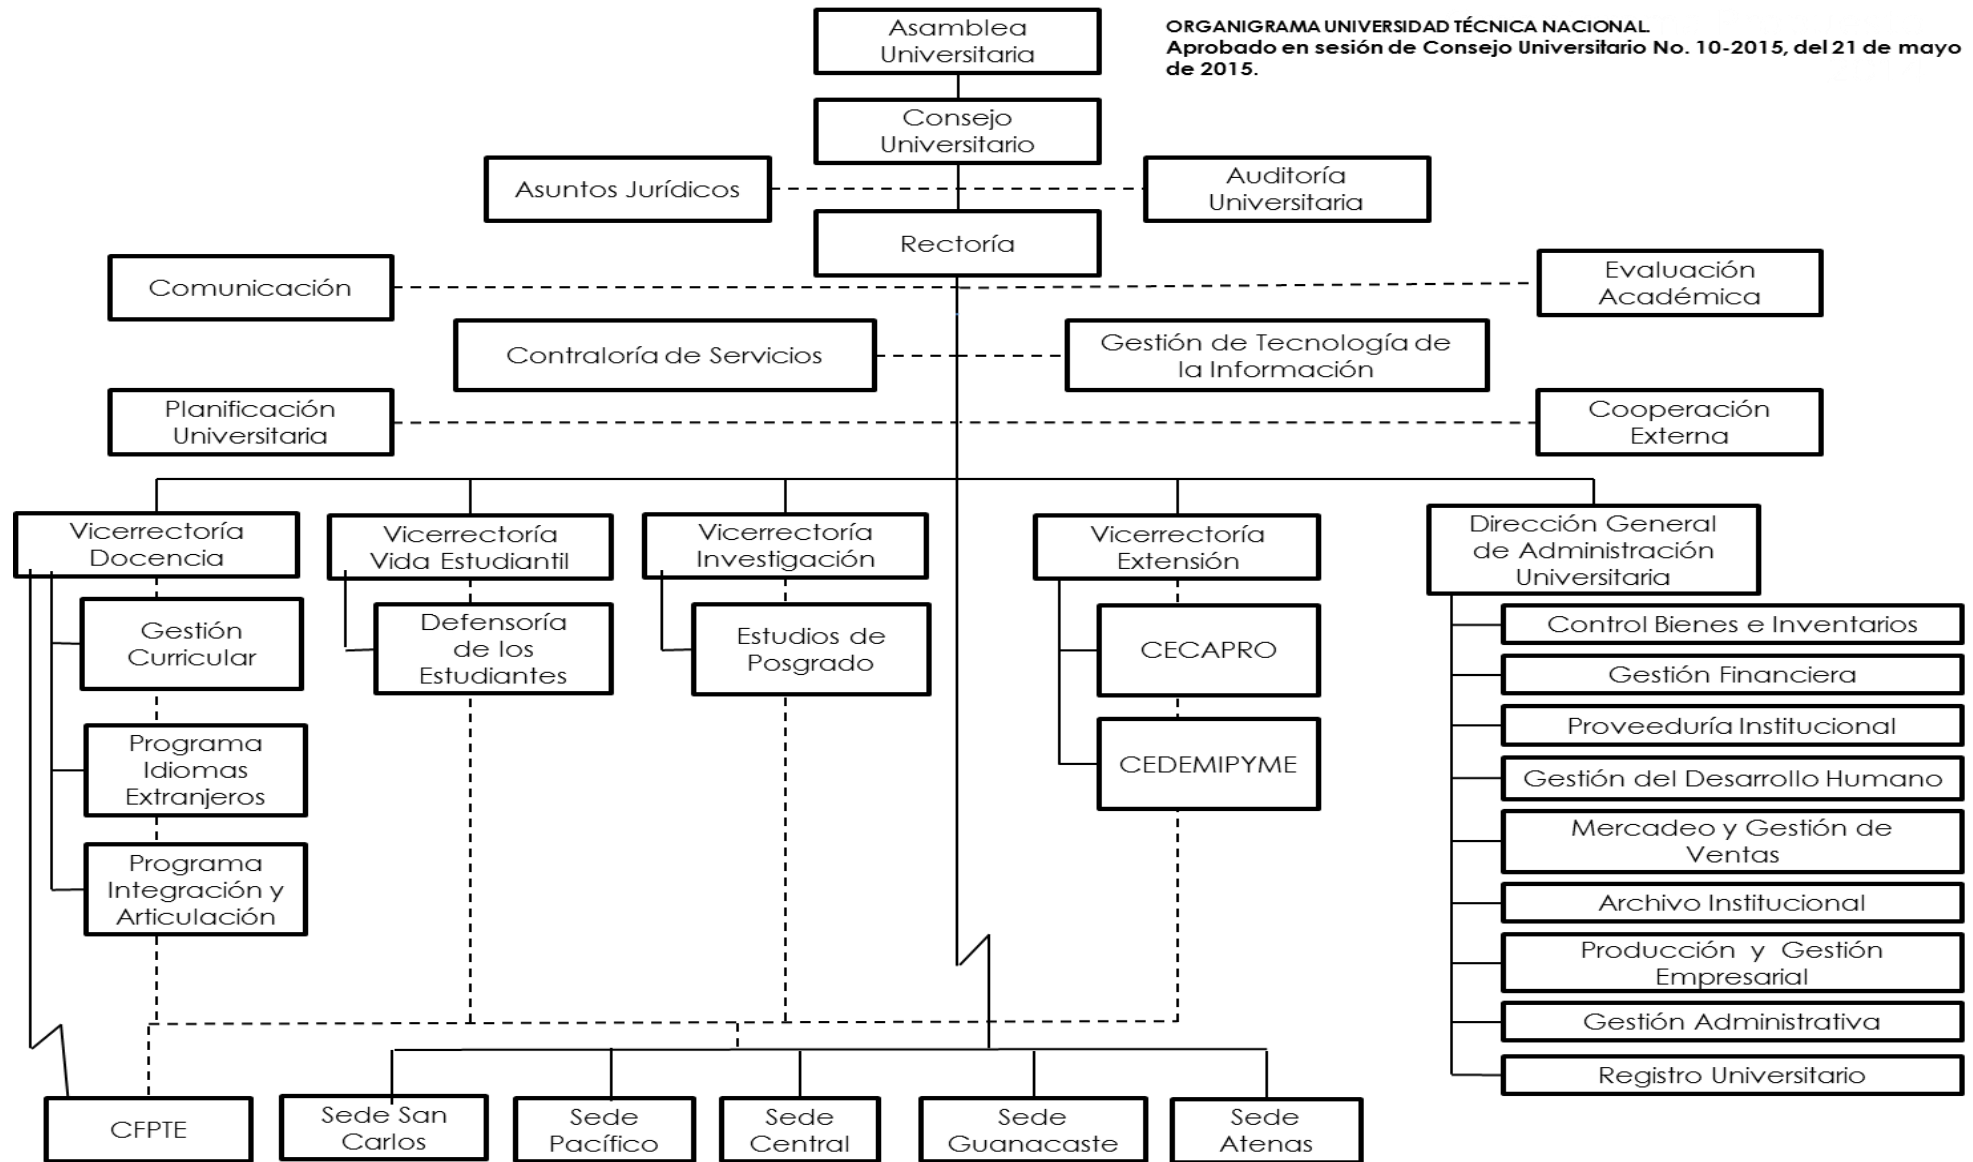 Asamblea
Universitaria
ORGANIGRAMA UNIVERSIDAD TÉCNICA NACIONAL
Aprobado en sesión de Consejo Universitario No. 10-2015, del 21 de mayo
de 2015.
Consejo
Universitario
Asuntos Jurídicos
Auditoría
Universitaria
Rectoría
Comunicación
Evaluación
Académica
Contraloría de Servicios
Gestión de Tecnología de
la Información
Planificación
Universitaria
Cooperación
Externa
Vicerrectoría
Docencia
Vicerrectoría
Vida Estudiantil
Vicerrectoría
Investigación
Vicerrectoría
Extensión
Dirección General
de Administración
Universitaria
Gestión
Curricular
Programa
Idiomas
Extranjeros
Programa
Integración y
Articulación
Defensoría
de los
Estudiantes
Estudios de
Posgrado
CECAPRO
CEDEMIPYME
Control Bienes e Inventarios
Gestión Financiera
Proveeduría Institucional
Gestión del Desarrollo Humano
Mercadeo y Gestión de
Ventas
Archivo Institucional
Producción y Gestión
Empresarial
Gestión Administrativa
Registro Universitario
CFPTE
Sede San
Carlos
Sede
Pacífico
Sede
Central
Sede
Guanacaste
Sede
Atenas